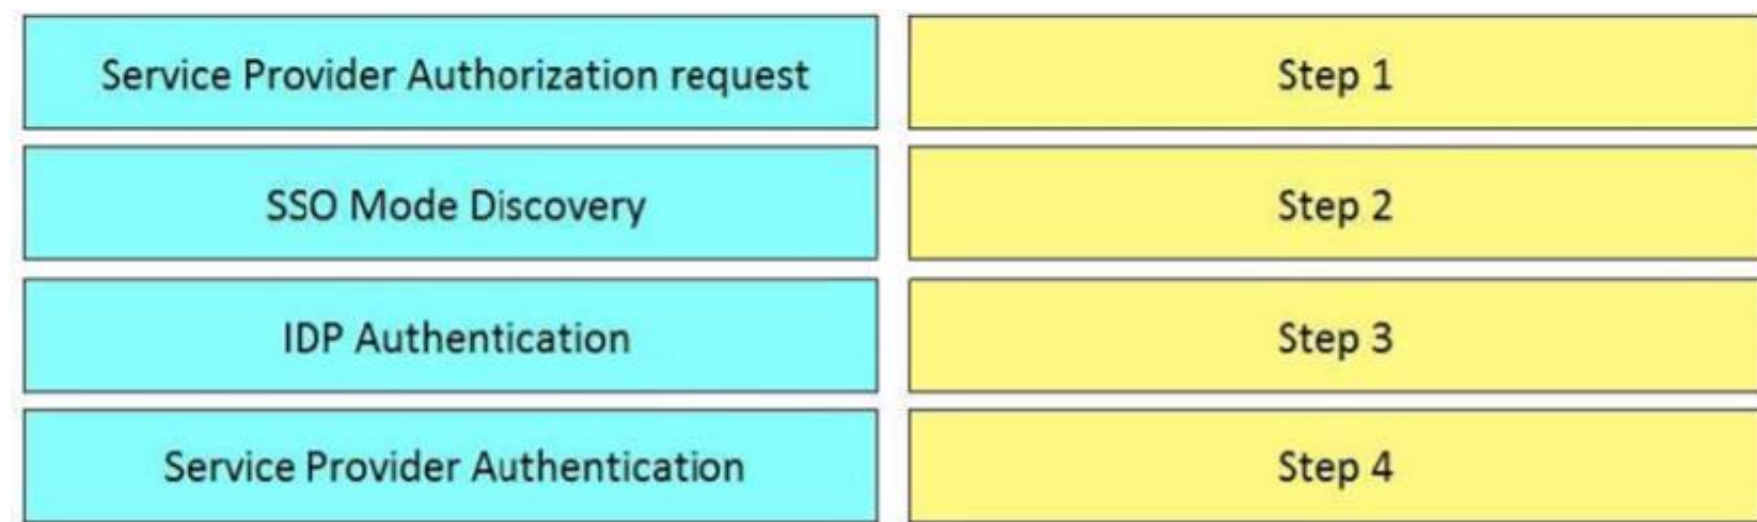 Service Provider Authorization request
Step 1
SSO Mode Discovery
Step 2
IDP Authentication
Step 3
Service Provider Authentication
Step 4